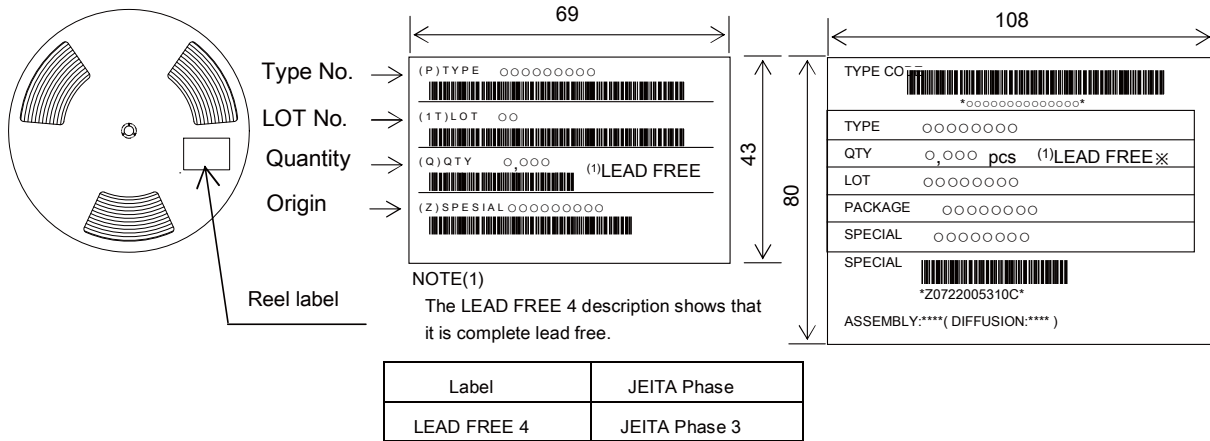 69
108
Type No.
LOT No.
Quantity
Origin
Reel label
(P)TYPE ○○○○○○○○○
(1T)LOT ○○
(Q)QTY ○,○○○ (1)LEAD FREE
(Z)SPESIAL○○○○○○○○○
43
80
NOTE(1)
The LEAD FREE 4 description shows that
it is complete lead free.
TYPE
*○○○○○○○○○○○○○○*
TYPE ○○○○○○○○
QTY ○,○○○ pcs (1)LEAD FREE※
LOT ○○○○○○○○
PACKAGE ○○○○○○○○
SPECIAL ○○○○○○○○
SPECIAL
*Z0722005310C*
ASSEMBLY:****( DIFFUSION:**** )
Label JEITA Phase
LEAD FREE 4 JEITA Phase 3